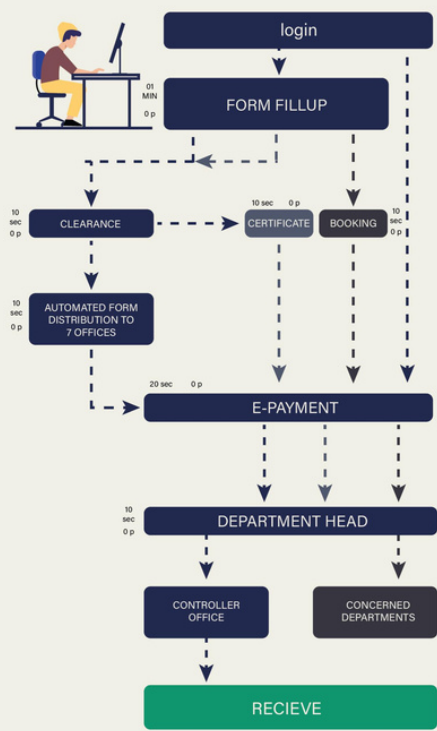 login
01
MIN
0 p
FORM FILLUP
10
sec
0 p
CLEARANCE
10 sec 0 p
CERTIFICATE
BOOKING
10
sec
0 p
10
sec
0 p
AUTOMATED FORM
DISTRIBUTION TO
7 OFFICES
20 sec 0 p
E-PAYMENT
10
sec
0 p
DEPARTMENT HEAD
CONTROLLER
OFFICE
CONCERNED
DEPARTMENTS
RECIEVE